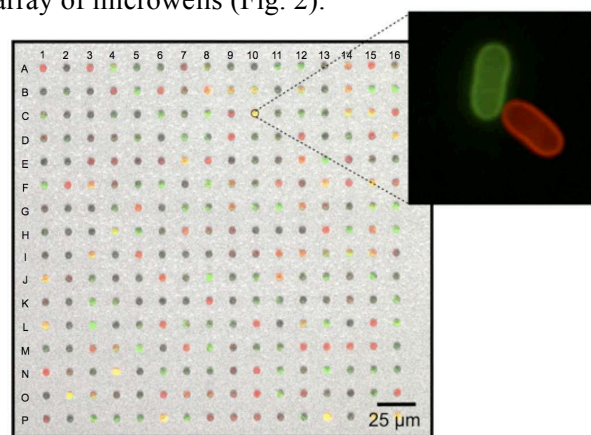 array of microwells (Fig. 2).
1 2 3 4 5 6 7 8 9 10 11 12 13 14 15 16
A
B
C
D
E
F
G
H
I
J
K
L
M
N
O
P
25 μm